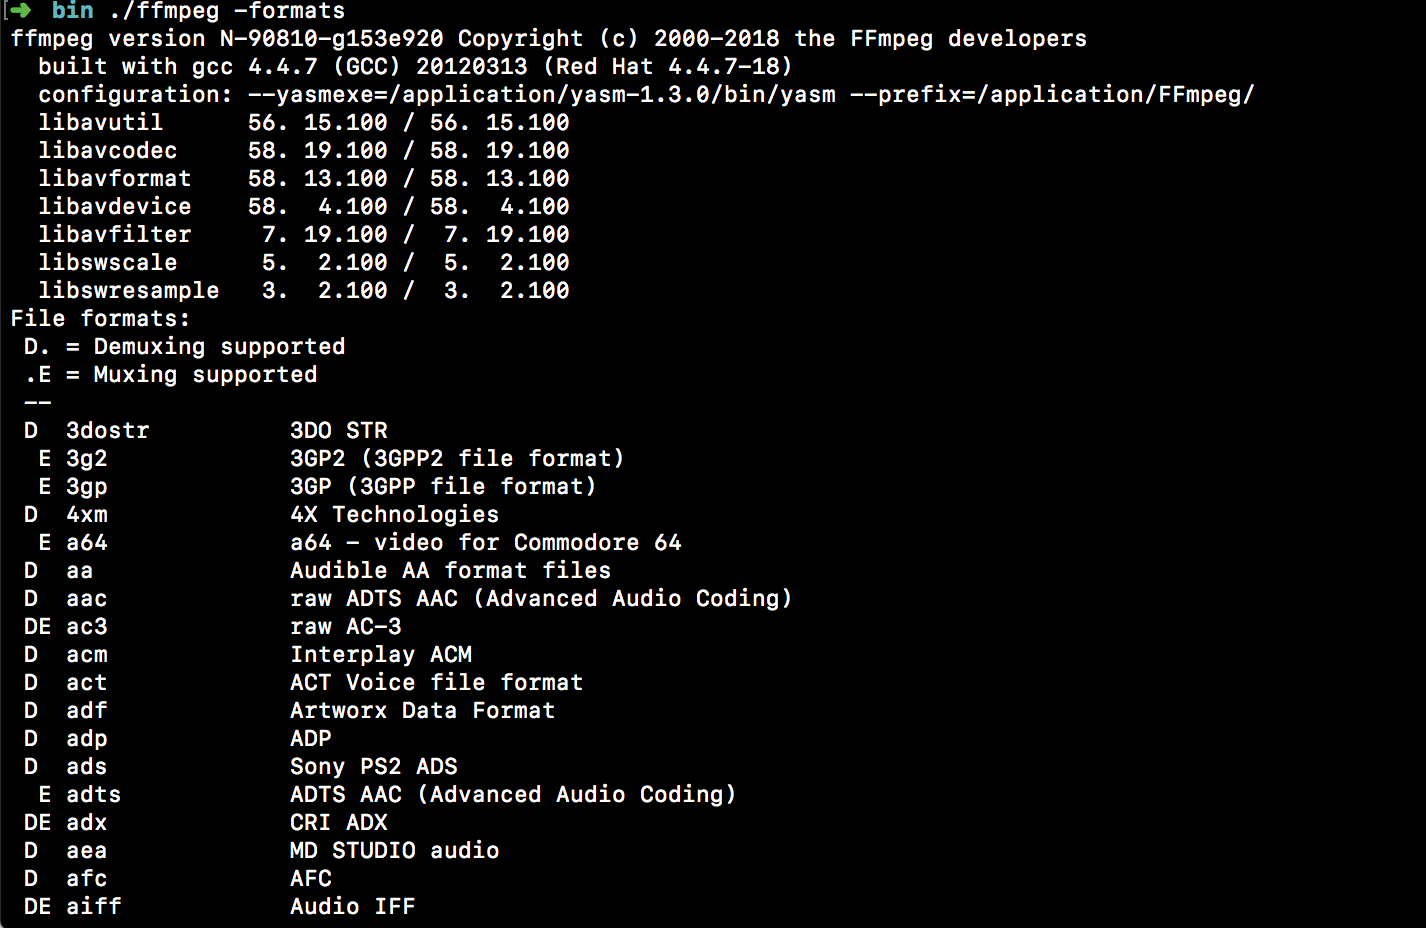 [➜ bin ./ffmpeg -formats
ffmpeg version N-90810-g153e920 Copyright (c) 2000-2018 the FFmpeg developers
  built with gcc 4.4.7 (GCC) 20120313 (Red Hat 4.4.7-18)
  configuration: --yasmexe=/application/yasm-1.3.0/bin/yasm --prefix=/application/FFmpeg/
  libavutil      56. 15.100 / 56. 15.100
  libavcodec     58. 19.100 / 58. 19.100
  libavformat    58. 13.100 / 58. 13.100
  libavdevice    58.  4.100 / 58.  4.100
  libavfilter     7. 19.100 /  7. 19.100
  libswscale      5.  2.100 /  5.  2.100
  libswresample   3.  2.100 /  3.  2.100
File formats:
 D. = Demuxing supported
 .E = Muxing supported
 --
 D  3dostr          3DO STR
  E 3g2             3GP2 (3GPP2 file format)
  E 3gp             3GP (3GPP file format)
 D  4xm             4X Technologies
  E a64             a64 - video for Commodore 64
 D  aa              Audible AA format files
 D  aac             raw ADTS AAC (Advanced Audio Coding)
 DE ac3             raw AC-3
 D  acm             Interplay ACM
 D  act             ACT Voice file format
 D  adf             Artworx Data Format
 D  adp             ADP
 D  ads             Sony PS2 ADS
  E adts            ADTS AAC (Advanced Audio Coding)
 DE adx             CRI ADX
 D  aea             MD STUDIO audio
 D  afc             AFC
 DE aiff            Audio IFF